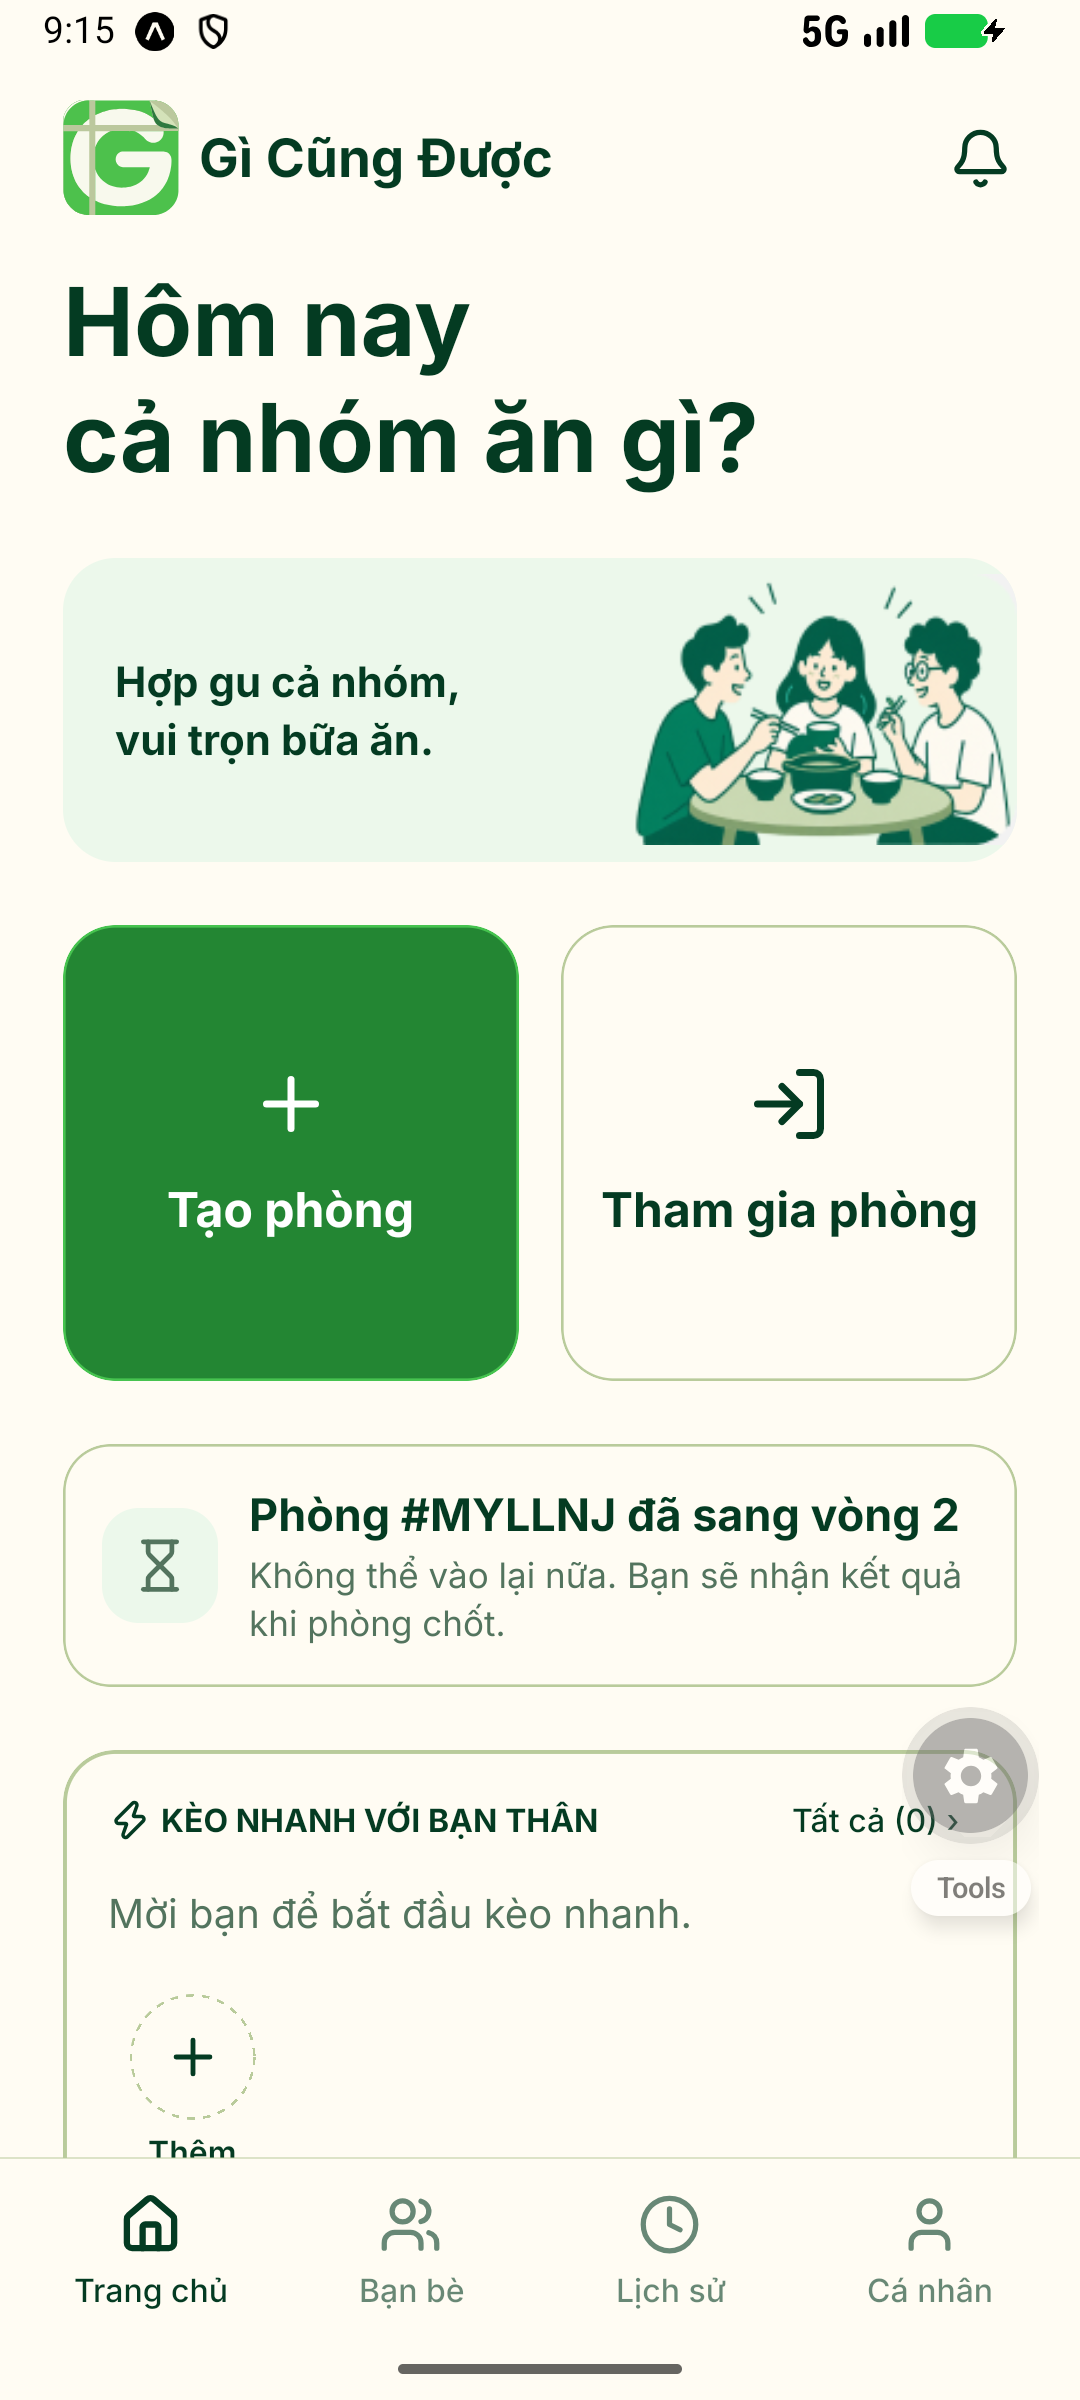 9:15
5G
Gì Cũng Được
Hôm nay
cả nhóm ăn gì?
Hợp gu cả nhóm,
vui trọn bữa ăn.
Tạo phòng
Tham gia phòng
Phòng #MYLLNJ đã sang vòng 2
Không thể vào lại nữa. Bạn sẽ nhận kết quả
khi phòng chốt.
KÈO NHANH VỚI BẠN THÂN
Tất cả (0) ›
Tools
Mời bạn để bắt đầu kèo nhanh.
Thêm
Trang chủ
Bạn bè
Lịch sử
Cá nhân